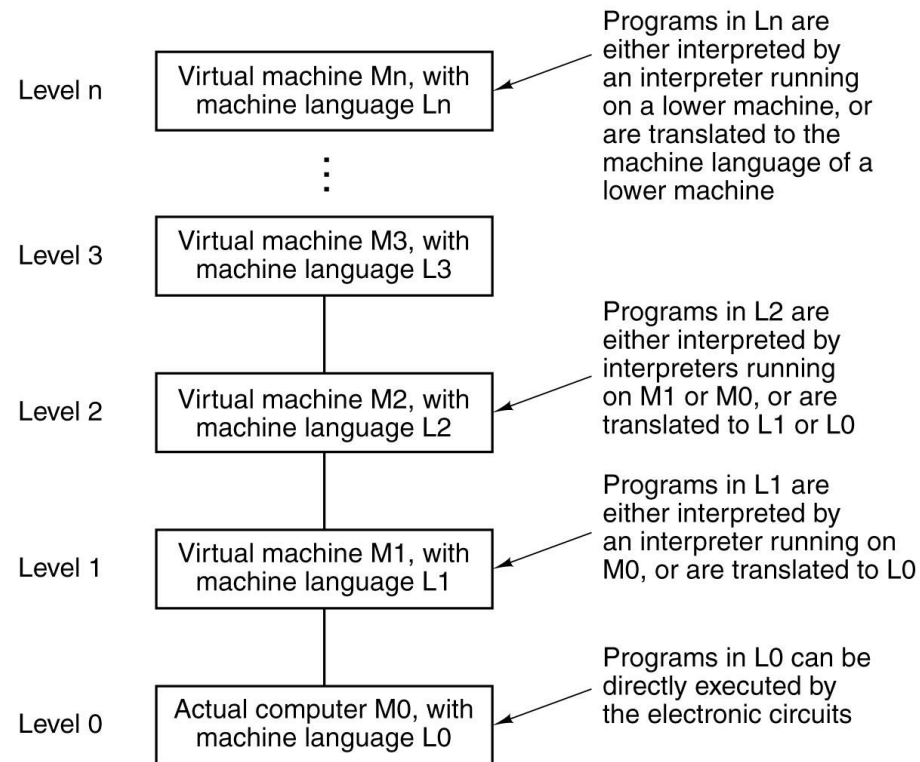 Programs in Ln are
either interpreted by
an interpreter running
on a lower machine, or
are translated to the
machine language of a
lower machine
Level n
Virtual machine Mn, with
machine language Ln
Level 3
Virtual machine M3, with
machine language L3
Programs in L2 are
either interpreted by
interpreters running
on M1 or M0, or are
translated to L1 or L0
Level 2
Virtual machine M2, with
machine language L2
Programs in L1 are
either interpreted by
an interpreter running on
M0, or are translated to L0
Level 1
Virtual machine M1, with
machine language L1
Programs in L0 can be
directly executed by
the electronic circuits
Level 0
Actual computer M0, with
machine language L0